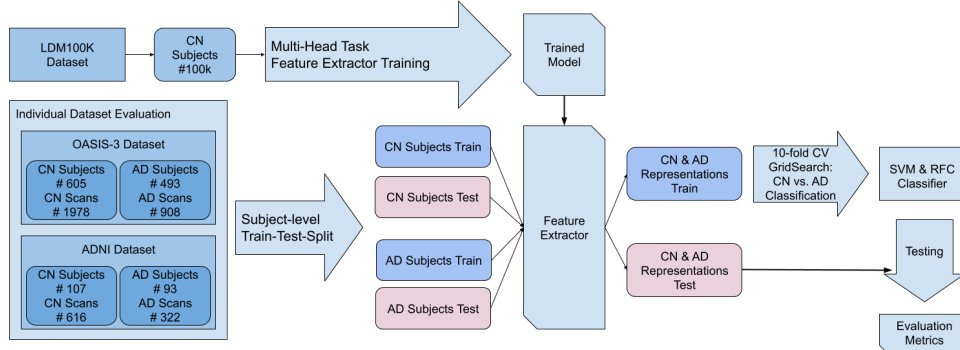 LDM100K
Dataset
CN
Subjects
#100k
Multi-Head Task
Feature Extractor Training
Trained
Model
Individual Dataset Evaluation
OASIS-3 Dataset
CN Subjects
# 605
CN Scans
# 1978
AD Subjects
# 493
AD Scans
# 908
ADNI Dataset
CN Subjects
# 107
CN Scans
# 616
AD Subjects
# 93
AD Scans
# 322
Subject-level
Train-Test-Split
CN Subjects Train
CN Subjects Test
AD Subjects Train
AD Subjects Test
Feature
Extractor
CN & AD
Representations
Train
CN & AD
Representations
Test
10-fold CV
GridSearch:
CN vs. AD
Classification
SVM & RFC
Classifier
Testing
Evaluation
Metrics